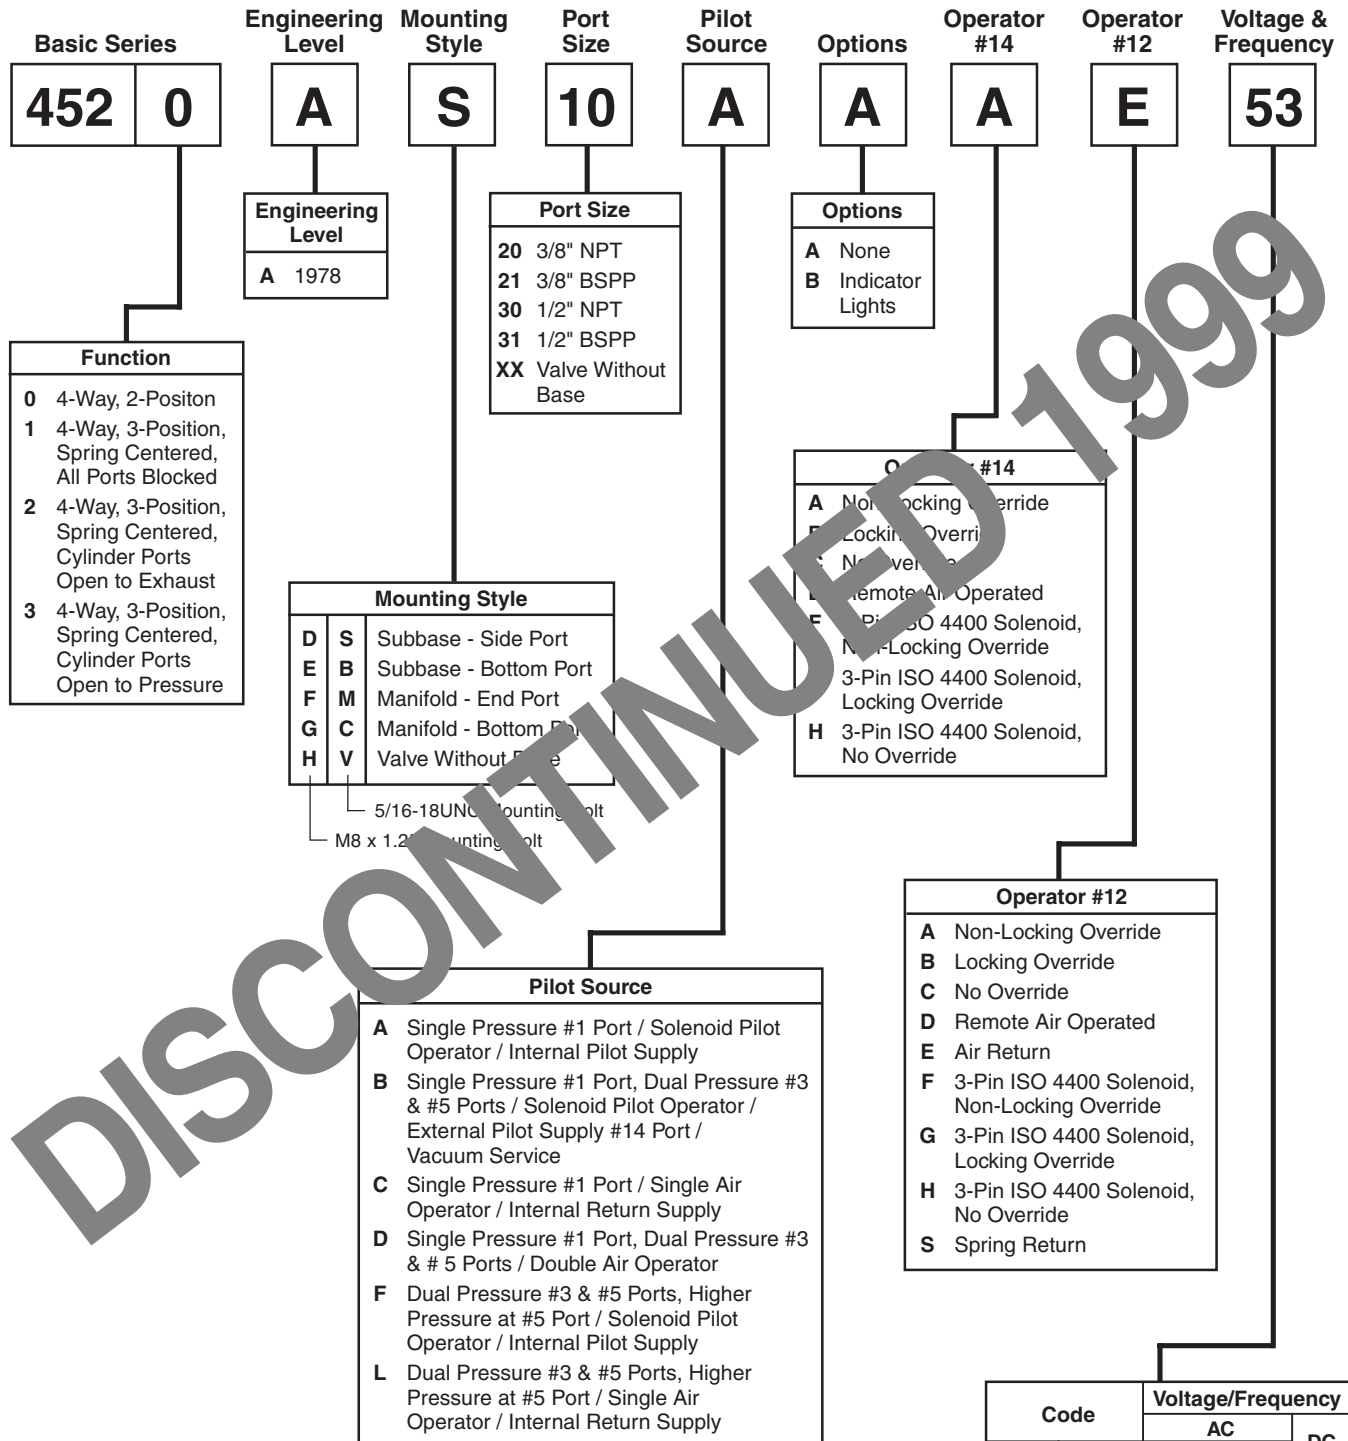 Basic Series
Engineering Level
Mounting Style
Port Size
Pilot Source
Options
Operator #14
Operator #12
Voltage & Frequency
452 0 A S 10 A A A E 53
Engineering
Level
A 1978
Port Size
20 3/8" NPT
21 3/8" BSPP
30 1/2" NPT
31 1/2" BSPP
XX Valve Without
Base
Options
A None
B Indicator
Lights
Function
0 4-Way, 2-Positon
1 4-Way, 3-Position,
Spring Centered,
All Ports Blocked
2 4-Way, 3-Position,
Spring Centered,
Cylinder Ports
Open to Exhaust
3 4-Way, 3-Position,
Spring Centered,
Cylinder Ports
Open to Pressure
#14
A
Locking
Remote Air Operated
ISO 4400 Solenoid,
Override
3-Pin ISO 4400 Solenoid,
Locking Override
H 3-Pin ISO 4400 Solenoid,
No Override
Mounting Style
D S Subbase - Side Port
E B Subbase - Bottom Port
F M Manifold - End Port
G C Manifold - Bottom
H V Valve Without
5/16-18UNC
M8 x
Operator #12
A Non-Locking Override
B Locking Override
C No Override
D Remote Air Operated
E Air Return
F 3-Pin ISO 4400 Solenoid,
Non-Locking Override
G 3-Pin ISO 4400 Solenoid,
Locking Override
H 3-Pin ISO 4400 Solenoid,
No Override
S Spring Return
Pilot Source
A Single Pressure #1 Port / Solenoid Pilot
Operator / Internal Pilot Supply
B Single Pressure #1 Port, Dual Pressure #3
& #5 Ports / Solenoid Pilot Operator /
External Pilot Supply #14 Port /
Vacuum Service
C Single Pressure #1 Port / Single Air
Operator / Internal Return Supply
D Single Pressure #1 Port, Dual Pressure #3
& # 5 Ports / Double Air Operator
F Dual Pressure #3 & #5 Ports, Higher
Pressure at #5 Port / Solenoid Pilot
Operator / Internal Pilot Supply
L Dual Pressure #3 & #5 Ports, Higher
Pressure at #5 Port / Single Air
Operator / Internal Return Supply
Code
Voltage/Frequency
AC
DISCONTINUED 1999